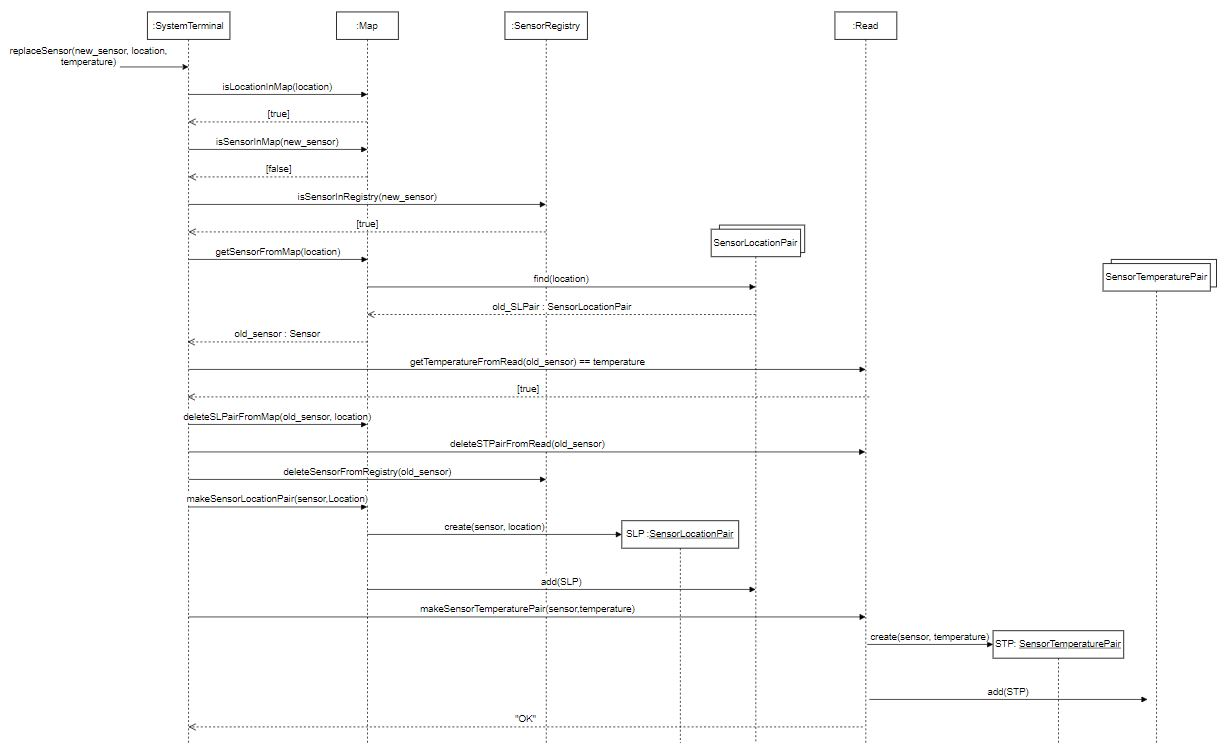 :SystemTerminal
:Map
:SensorRegistry
:Read
replaceSensor(new_sensor, location,
temperature)
isLocationInMap(location)
[true]
isSensorInMap(new_sensor)
[false]
isSensorInRegistry(new_sensor)
[true]
SensorLocationPair
getSensorFromMap(location)
SensorTemperaturePair
find(location)
old_SLPair : SensorLocationPair
old_sensor : Sensor
getTemperatureFromRead(old_sensor) == temperature
[true]
deleteSLPairFromMap(old_sensor, location)
deleteSTPairFromRead(old_sensor)
deleteSensorFromRegistry(old_sensor)
makeSensorLocationPair(sensor,Location)
create(sensor, location)
SLP :SensorLocationPair
add(SLP)
makeSensorTemperaturePair(sensor,temperature)
create(sensor, temperature)
STP: SensorTemperaturePair
add(STP)
"OK"